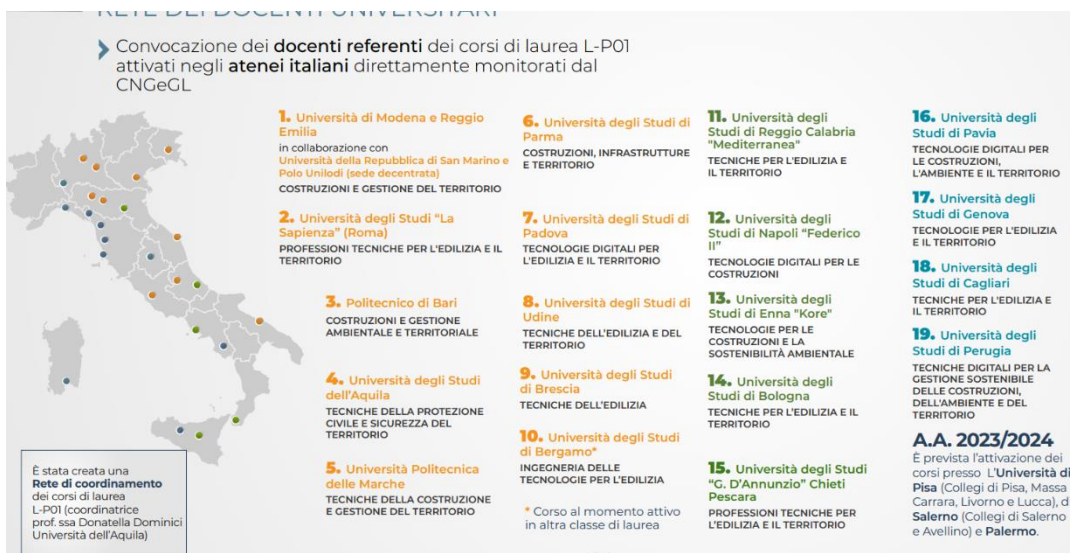 RETE DEI DOCENTI UNIVERSITARI
Convocazione dei docenti referenti dei corsi di laurea L-P01
attivati negli atenei italiani direttamente monitorati dal
CNGeGL
1. Università di Modena e Reggio
Emilia
in collaborazione con
Università della Repubblica di San Marino e
Polo Unilodi (sede decentrata)
COSTRUZIONI E GESTIONE DEL TERRITORIO
2. Università degli Studi “La
Sapienza” (Roma)
PROFESSIONI TECNICHE PER L'EDILIZIA E IL
TERRITORIO
3. Politecnico di Bari
COSTRUZIONI E GESTIONE
AMBIENTALE E TERRITORIALE
4. Università degli Studi
dell’Aquila
TECNICHE DELLA PROTEZIONE
CIVILE E SICUREZZA DEL
TERRITORIO
5. Università Politecnica
delle Marche
TECNICHE DELLA COSTRUZIONE
E GESTIONE DEL TERRITORIO
6. Università degli Studi di
Parma
COSTRUZIONI, INFRASTRUTTURE
E TERRITORIO
7. Università degli Studi di
Padova
TECNOLOGIE DIGITALI PER
L'EDILIZIA E IL TERRITORIO
8. Università degli Studi di
Udine
TECNICHE DELL'EDILIZIA E DEL
TERRITORIO
9. Università degli Studi
di Brescia
TECNICHE DELL'EDILIZIA
10. Università degli Studi
di Bergamo*
INGEGNERIA DELLE
TECNOLOGIE PER L'EDILIZIA
* Corso al momento attivo
in altra classe di laurea
11. Università degli
Studi di Reggio Calabria
"Mediterranea"
TECNICHE PER L'EDILIZIA E
IL TERRITORIO
12. Università degli
Studi di Napoli “Federico
II”
TECNOLOGIE DIGITALI PER LE
COSTRUZIONI
13. Università degli
Studi di Enna "Kore"
TECNOLOGIE PER LE
COSTRUZIONI E LA
SOSTENIBILITÀ AMBIENTALE
14. Università degli
Studi di Bologna
TECNICHE PER L'EDILIZIA E IL
TERRITORIO
15. Università degli Studi
“G. D’Annunzio” Chieti
Pescara
PROFESSIONI TECNICHE PER
L'EDILIZIA E IL TERRITORIO
16. Università degli
Studi di Pavia
TECNOLOGIE DIGITALI PER
LE COSTRUZIONI,
L'AMBIENTE E IL TERRITORIO
17. Università degli
Studi di Genova
TECNOLOGIE PER L'EDILIZIA
E IL TERRITORIO
18. Università degli
Studi di Cagliari
TECNICHE PER L'EDILIZIA E
IL TERRITORIO
19. Università degli
Studi di Perugia
TECNICHE DIGITALI PER LA
GESTIONE SOSTENIBILE
DELLE COSTRUZIONI,
DELL'AMBIENTE E DEL
TERRITORIO
A.A. 2023/2024
È prevista l’attivazione dei
corsi presso L’Università di
Pisa (Collegi di Pisa, Massa
Carrara, Livorno e Lucca), d
Salerno (Collegi di Salerno
e Avellino) e Palermo.
È stata creata una
Rete di coordinamento
dei corsi di laurea
L-P01 (coordinatrice
prof. ssa Donatella Dominici
Università dell’Aquila)